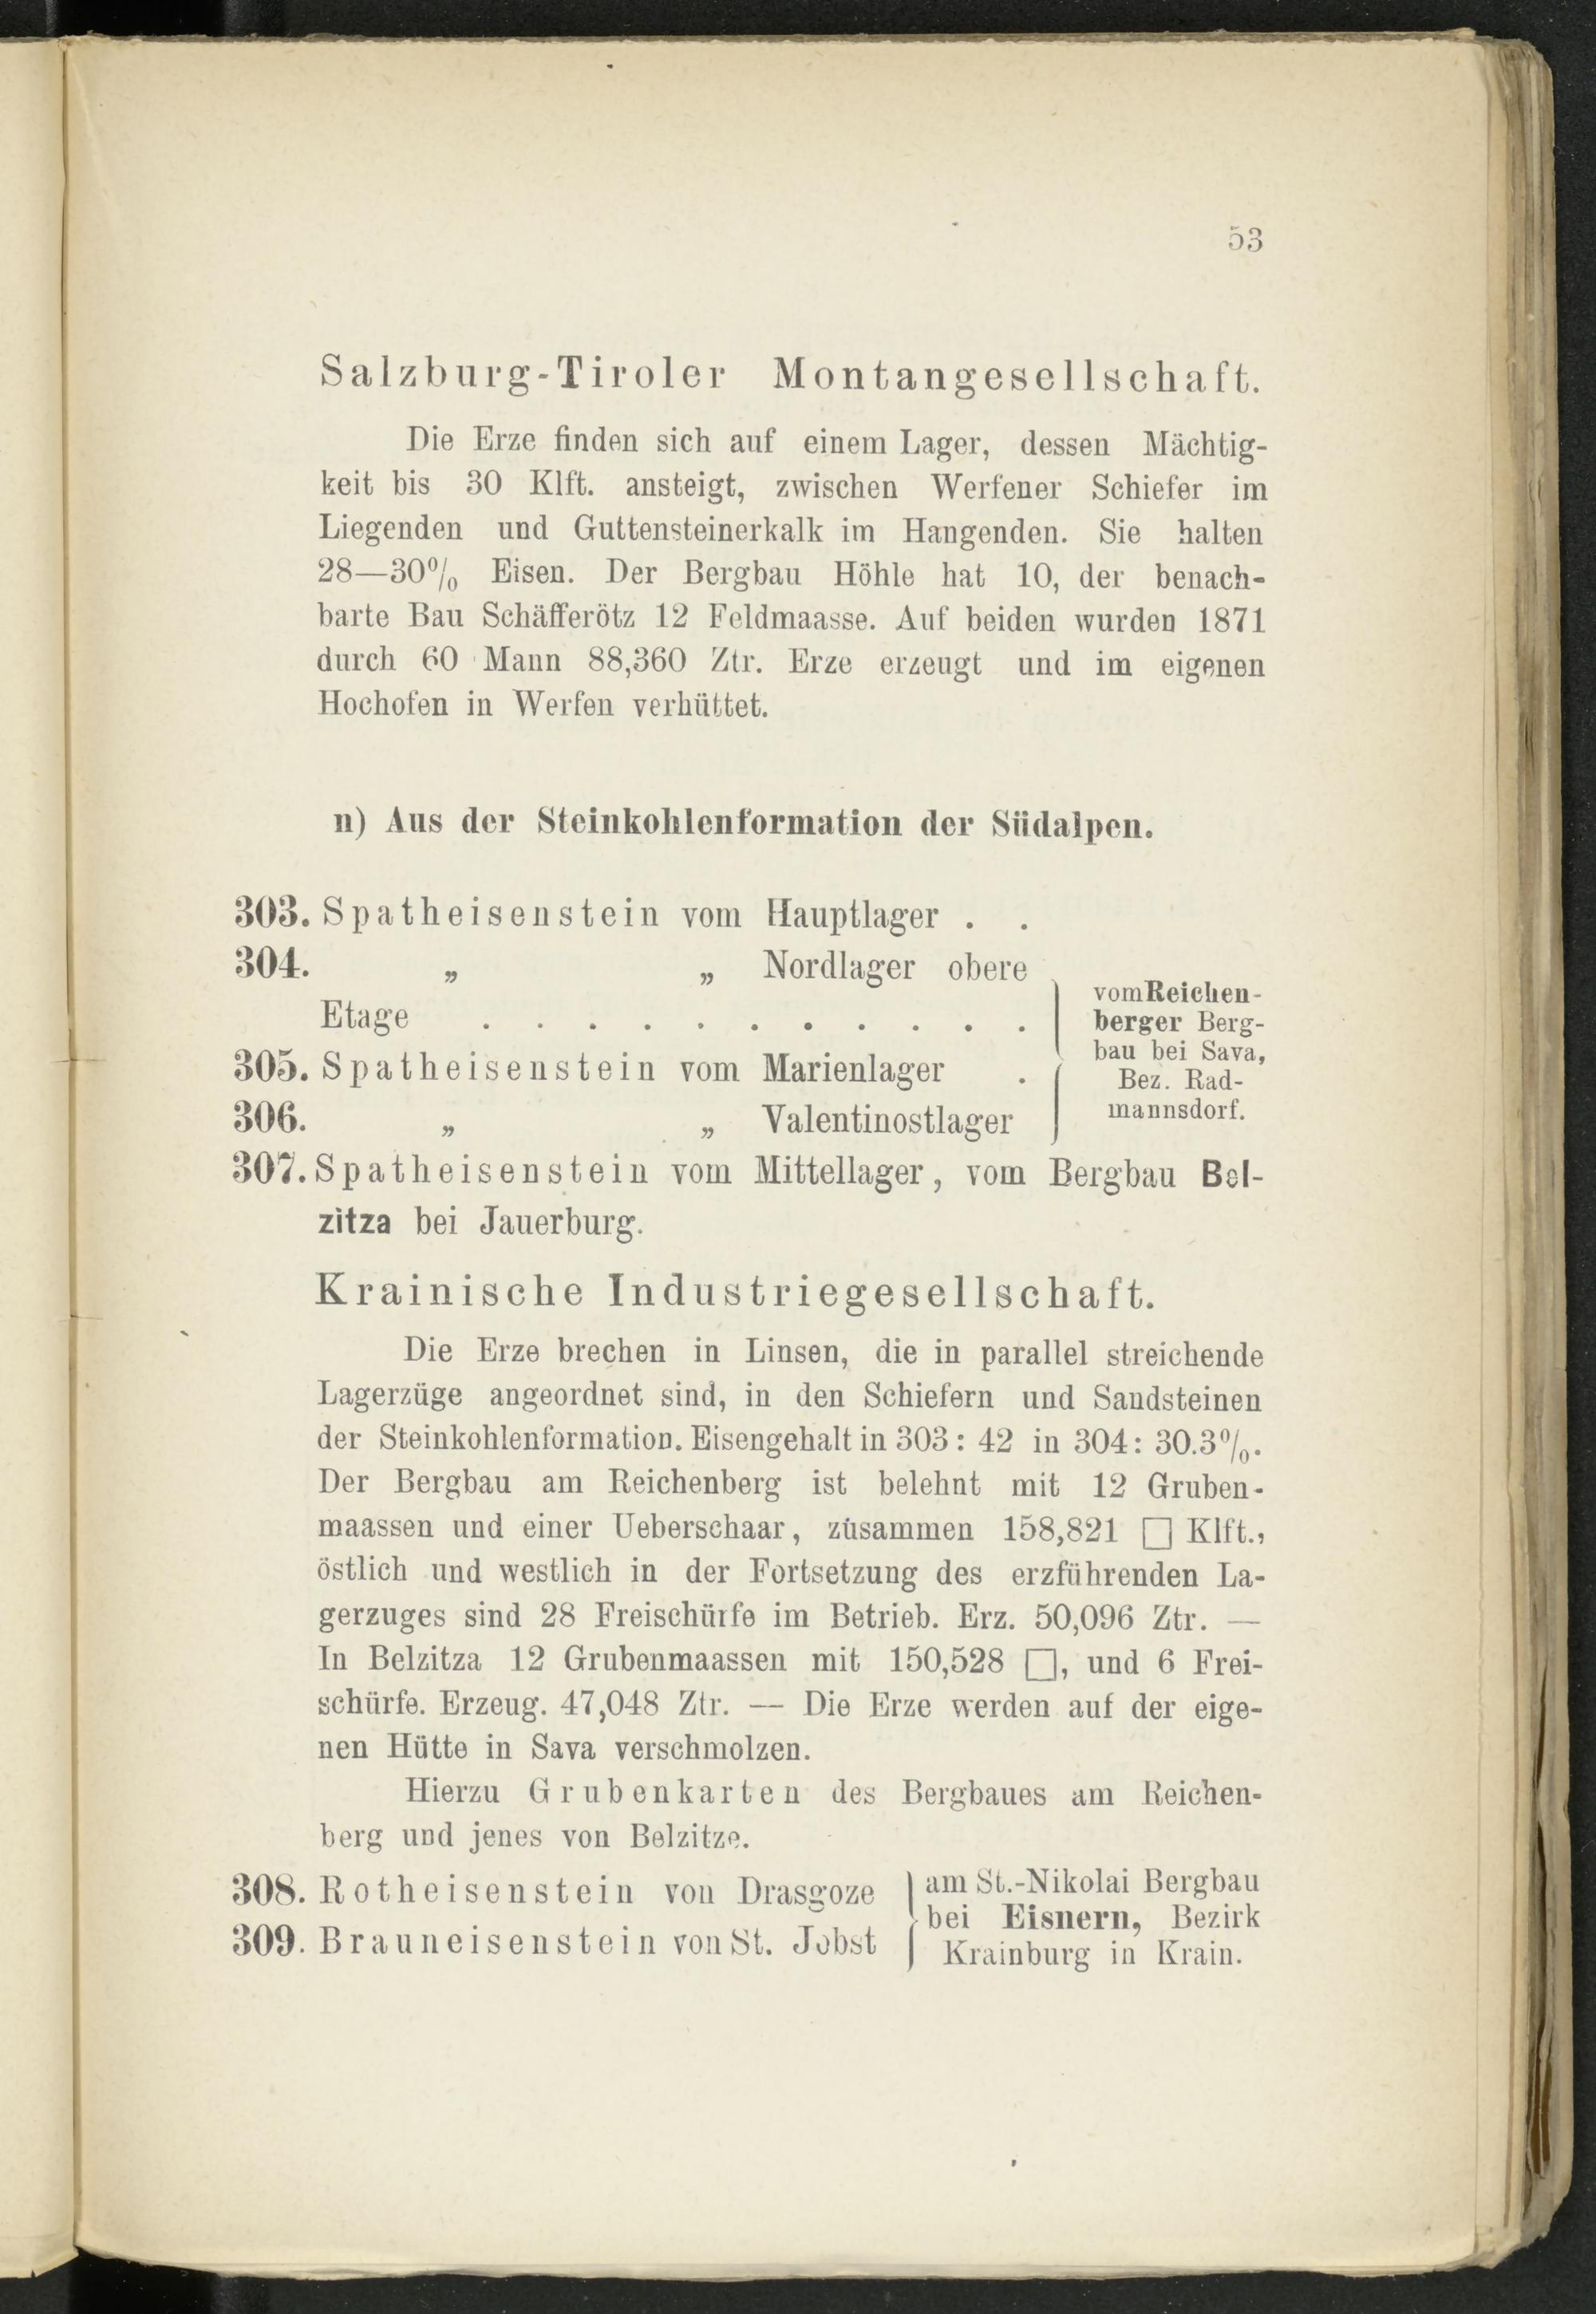 53
Salzburg-Tiroler Montangesellschaft.
Die Erze finden sich auf einem Lager, dessen Mächtig-
keit bis 30 Klft. ansteigt, zwischen Werfener Schiefer im
Liegenden und Guttensteinerkalk im Hangenden. Sie halten
28—30% Eisen. Der Bergbau Höhle hat 10, der benach-
barte Bau Schäfferötz 12 Feldmaasse. Auf beiden wurden 1871
durch 60 Mann 88,360 Ztr. Erze erzeugt und im eigenen
Hochofen in Werfen verhüttet.
n) Aus der Steinkohlenformation der Südalpen.
303. Spatheisenstein vom Hauptlager . .
304. „ „ Nordlager obere
Etage . . . . . . . . . . .
305. Spatheisenstein vom Marienlager .
306. „ „ Valentinostlager
vom Reichen-
berger Berg-
bau bei Sava,
Bez. Rad-
mannsdorf.
307. Spatheisenstein vom Mittellager, vom Bergbau Bel-
zitza bei Jauerburg.
Krainische Industriegesellschaft.
Die Erze brechen in Linsen, die in parallel streichende
Lagerzüge angeordnet sind, in den Schiefern und Sandsteinen
der Steinkohlenformation. Eisengehalt in 303: 42 in 304: 30.3%.
Der Bergbau am Reichenberg ist belehnt mit 12 Gruben-
maassen und einer Ueberschaar, zusammen 158,821 □ Klft.,
östlich und westlich in der Fortsetzung des erzführenden La-
gerzuges sind 28 Freischürfe im Betrieb. Erz. 50,096 Ztr. —
In Belzitza 12 Grubenmaassen mit 150,528 □, und 6 Frei-
schürfe. Erzeug. 47,048 Ztr. — Die Erze werden auf der eige-
nen Hütte in Sava verschmolzen.
Hierzu Grubenkarten des Bergbaues am Reichen-
berg und jenes von Belzitze.
308. Rotheisenstein von Drasgoze
309. Brauneisenstein von St. Jobst
am St.-Nikolai Bergbau
bei Eisnern, Bezirk
Krainburg in Krain.